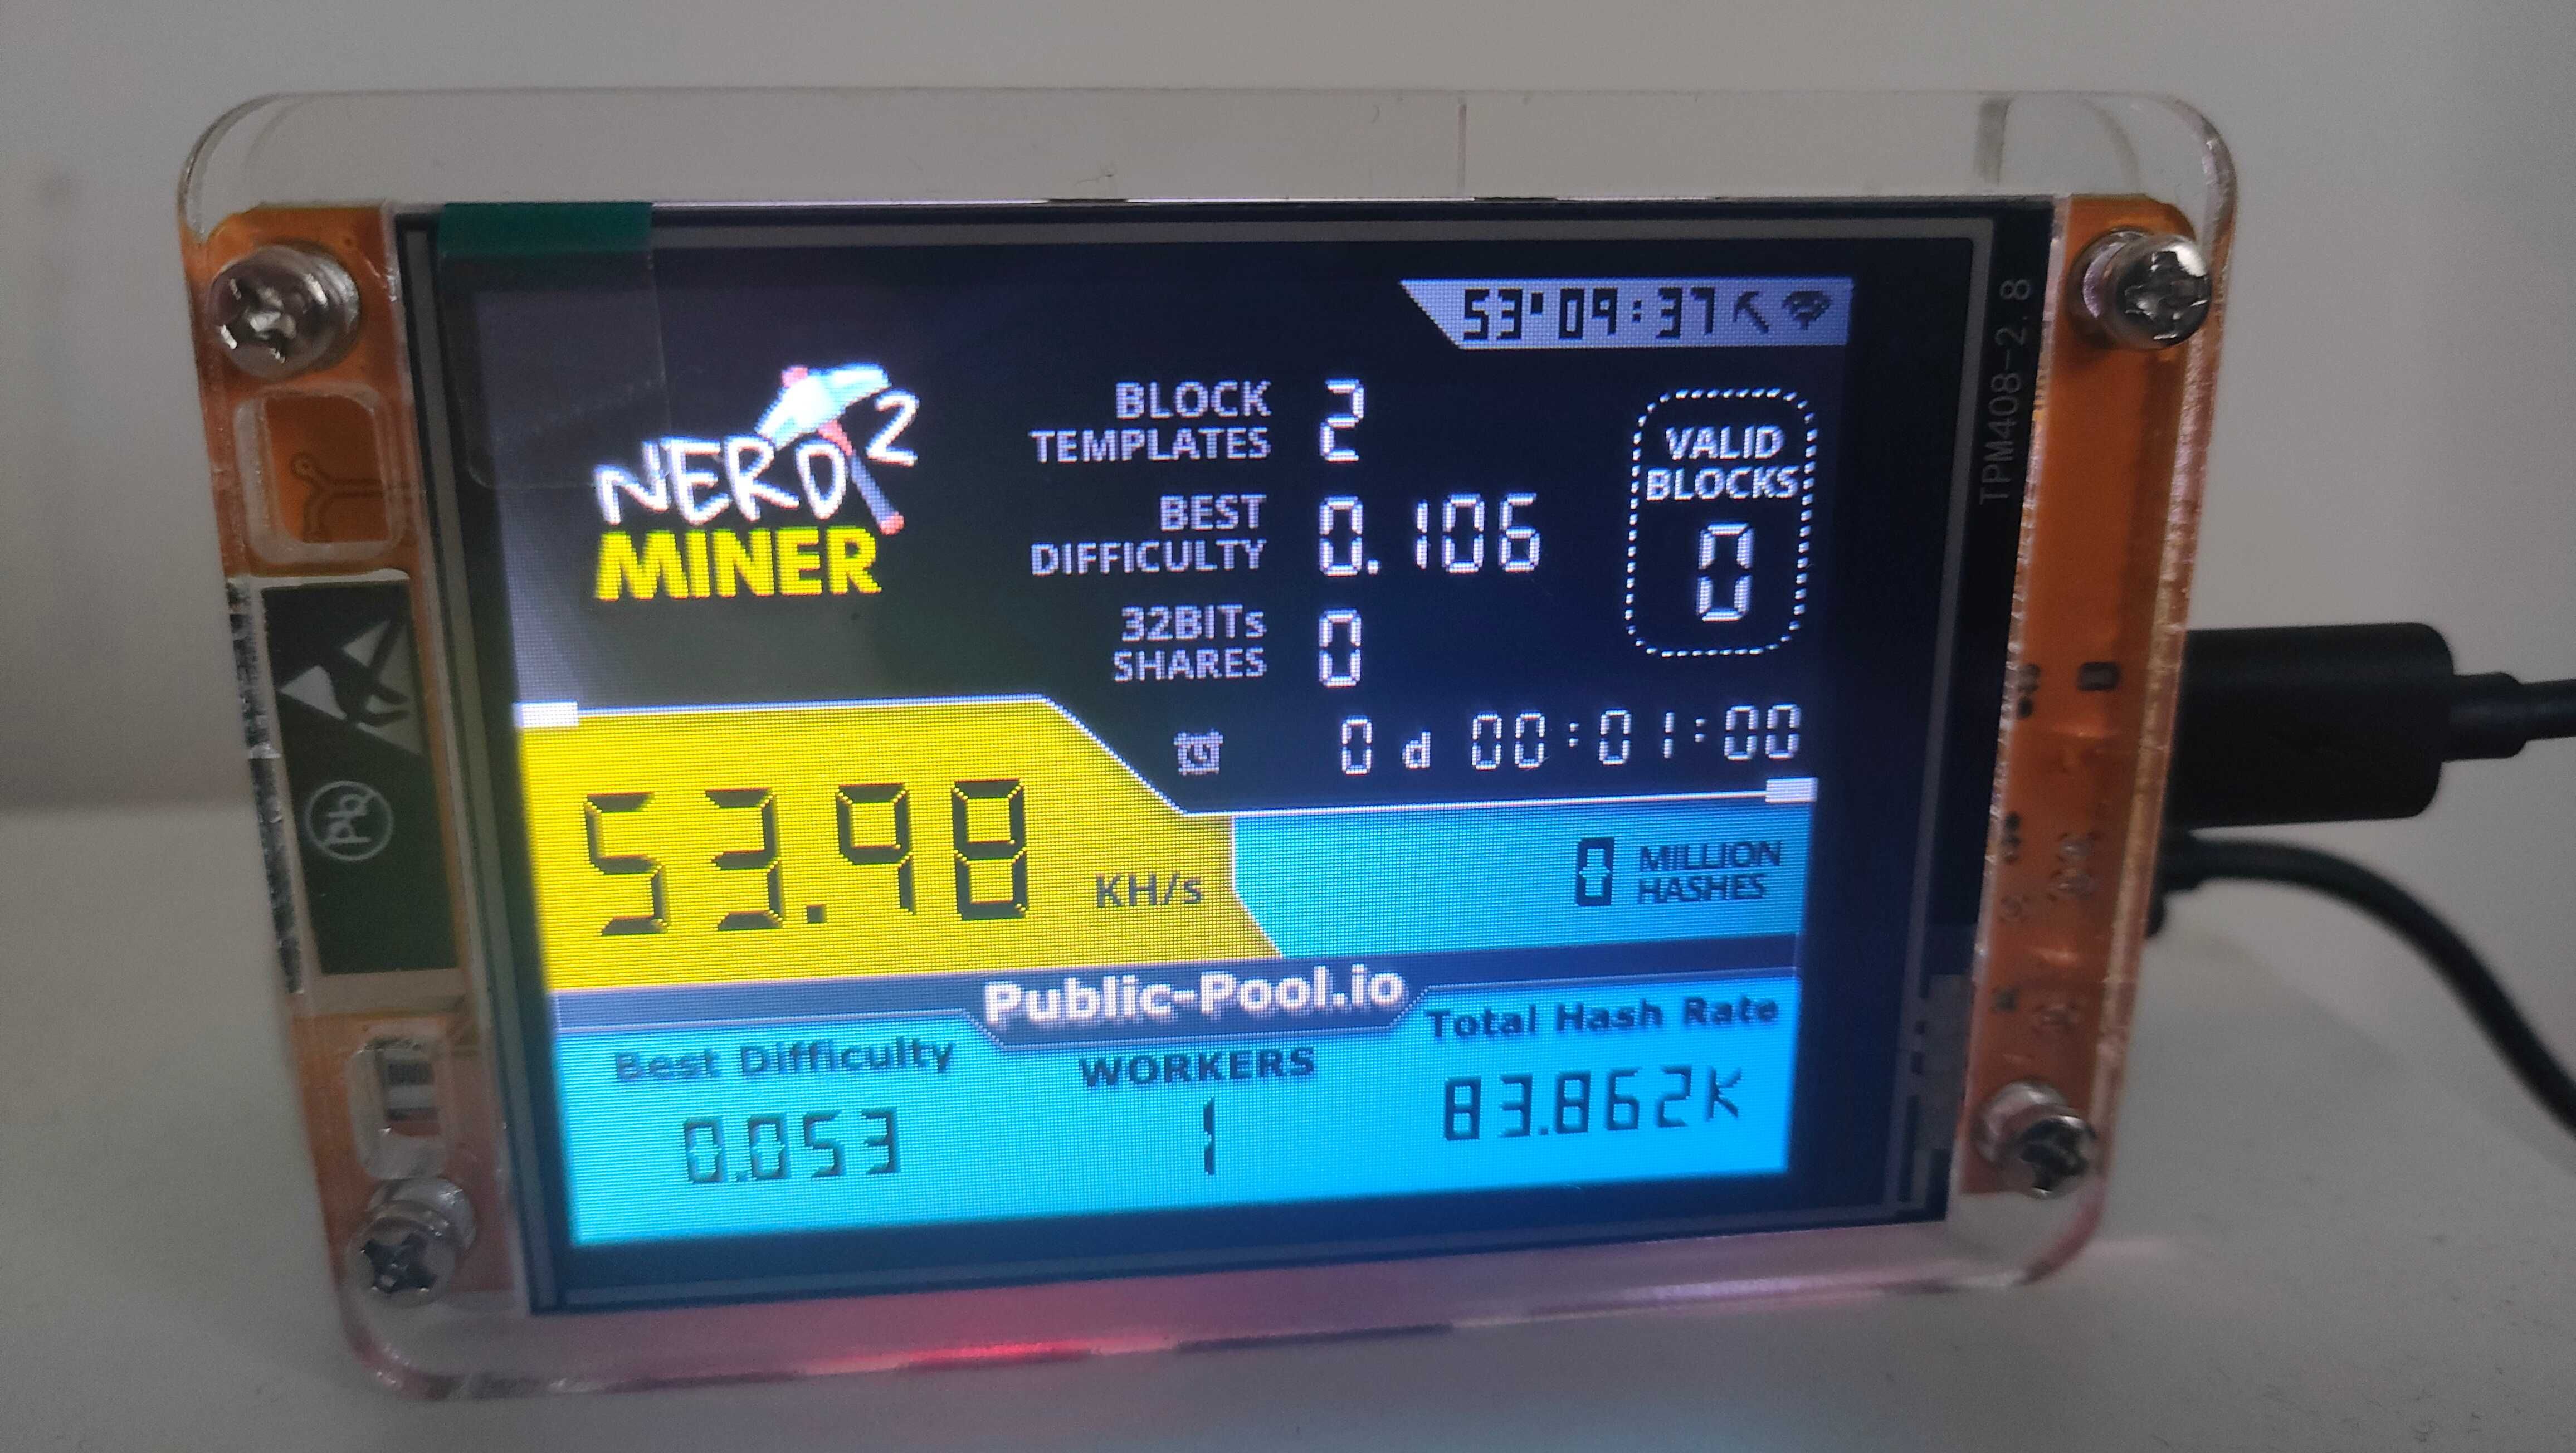 53°09:37
NERD 2
MINER
BLOCK
TEMPLATES 2
VALID
BLOCKS
0
BEST
DIFFICULTY 0.106
32BITs
SHARES 0
0 d 00:01:00
53.98 KH/s
0 MILLION
HASHES
Public-Pool.io
Best Difficulty
0.053
WORKERS
1
Total Hash Rate
83.862K
TPM408-2.8
Pb